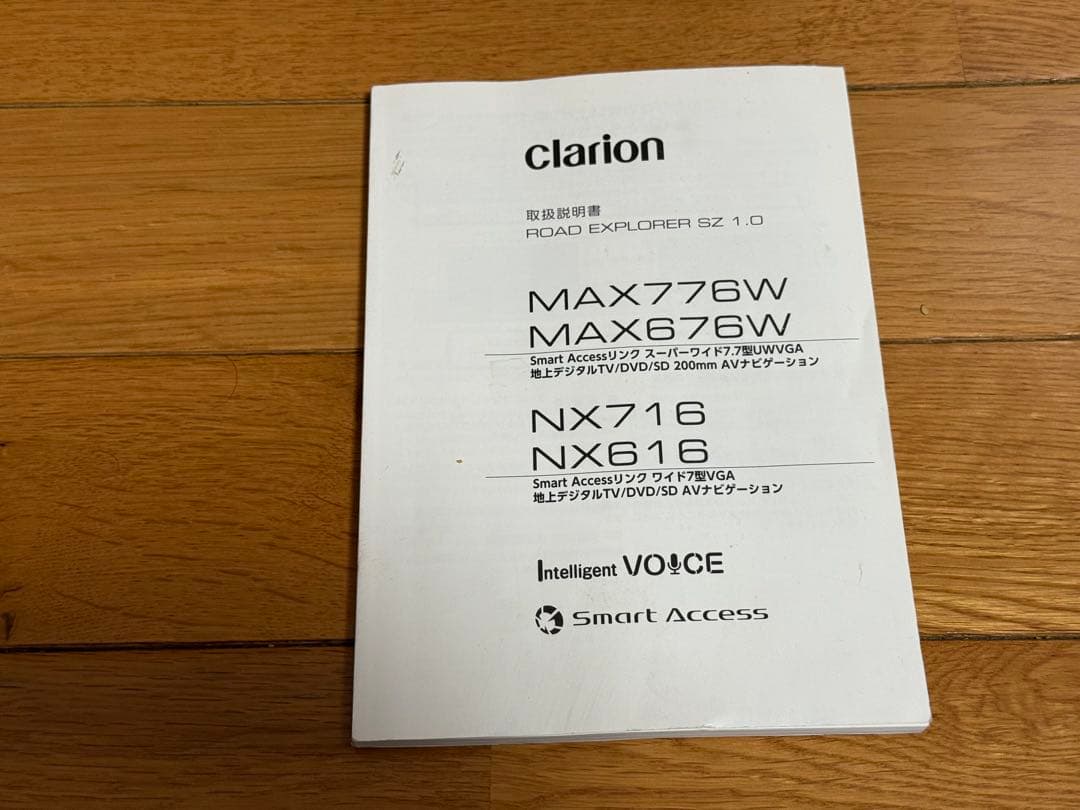 clarion
取扱説明書
ROAD EXPLORER SZ 1.0
MAX776W
MAX676W
Smart Accessリンク スーパーワイド7.7型UWVGA
地上デジタルTV/DVD/SD 200mm AVナビゲーション
NX716
NX616
Smart Accessリンク ワイド7型VGA
地上デジタルTV/DVD/SD AVナビゲーション
Intelligent VOICE
Smart Access